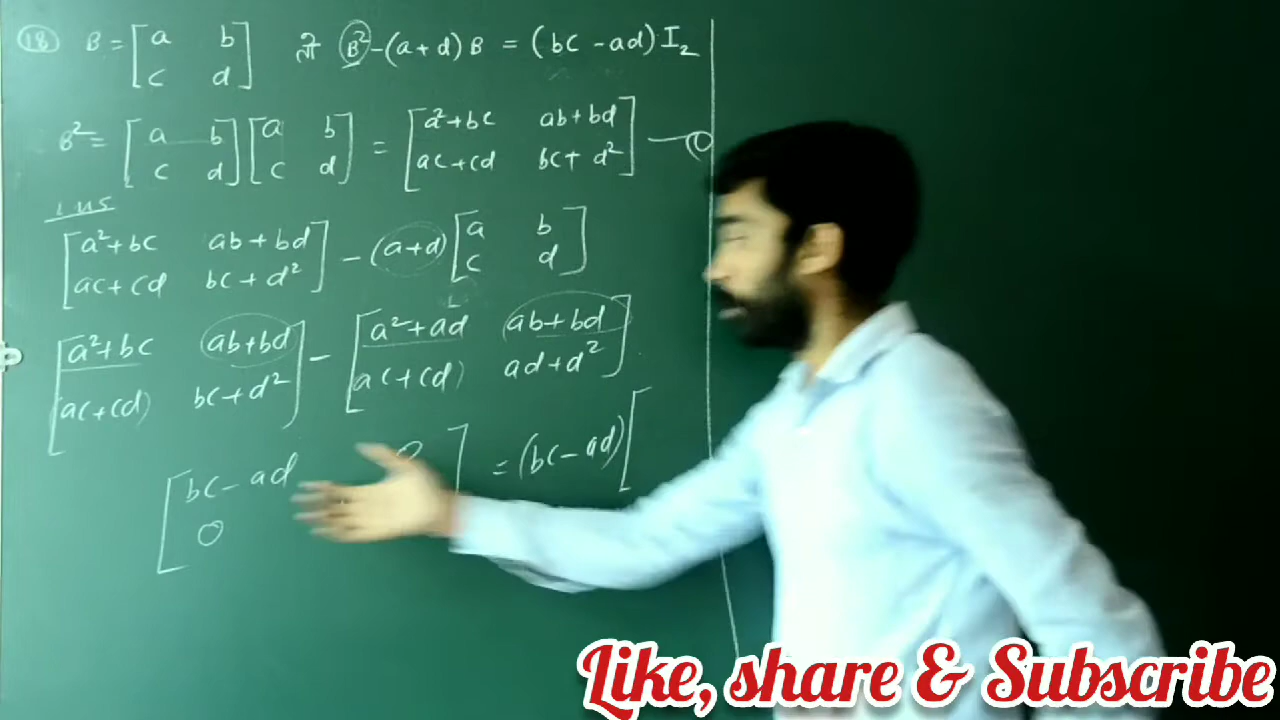 18 B = [a b c d] तो B² - (a+d) B = (bc - ad) I₂
B² = [a b c d] [a b c d] = [a²+bc ab+bd ac+cd bc+d²] — ①
LHS
[a²+bc ab+bd ac+cd bc+d²] - (a+d) [a b c d]
[a²+bc ab+bd ac+cd bc+d²] - [a²+ad ab+bd ac+cd ad+d²]
[bc-ad 0 0 ] = (bc-ad) [
Like, share & Subscribe